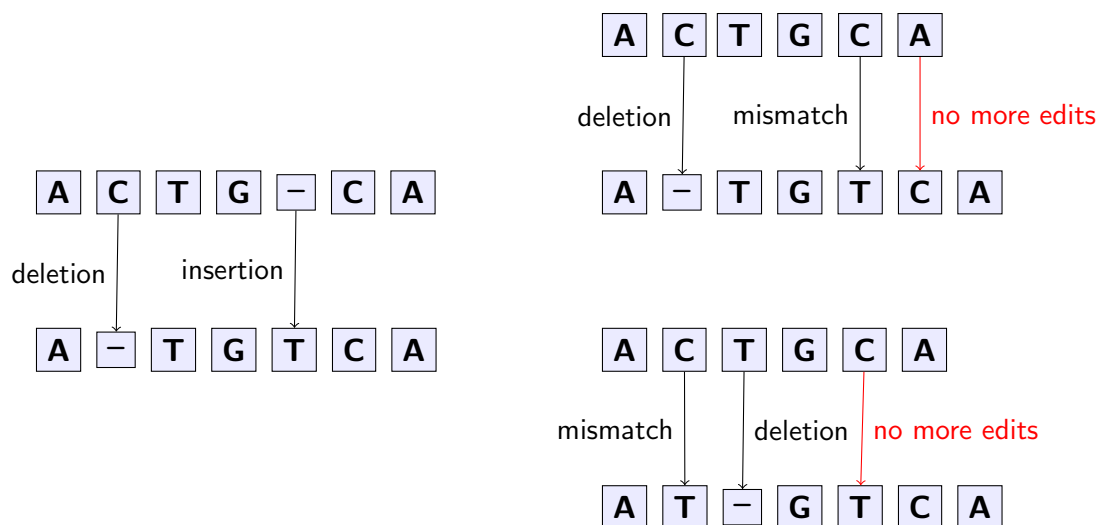 A C T G – C A
deletion insertion
A – T G T C A
A C T G C A
deletion mismatch no more edits
A – T G T C A
A C T G C A
mismatch deletion no more edits
A T – G T C A